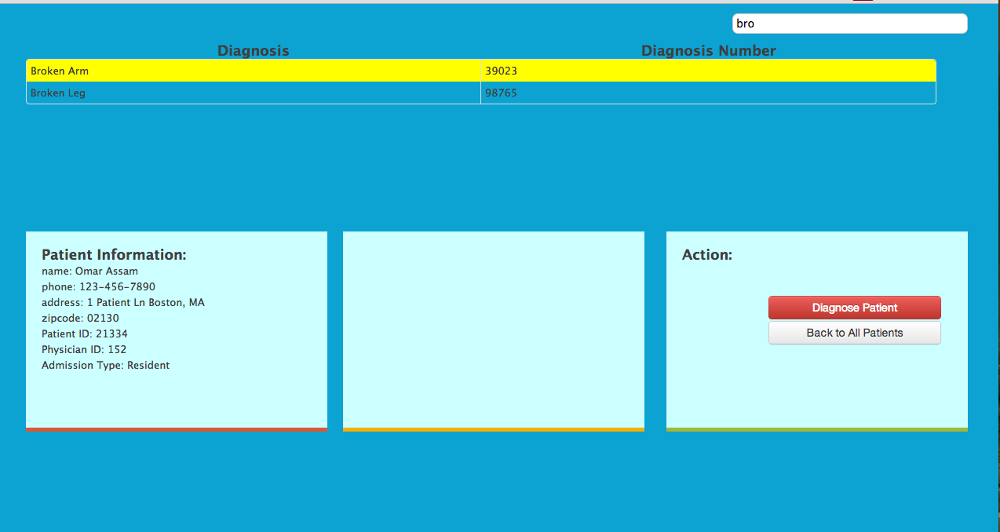 bro
Diagnosis Diagnosis Number
Broken Arm 39023
Broken Leg 98765
Patient Information:
name: Omar Assam
phone: 123-456-7890
address: 1 Patient Ln Boston, MA
zipcode: 02130
Patient ID: 21334
Physician ID: 152
Admission Type: Resident
Action:
Diagnose Patient
Back to All Patients